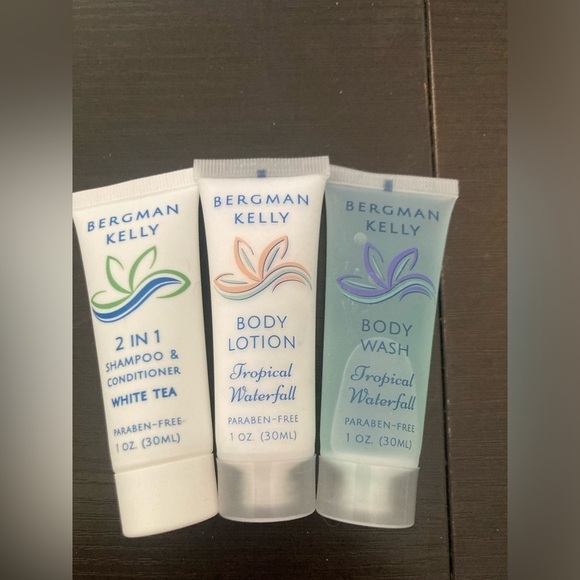 BERGMAN
KELLY
2 IN 1
SHAMPOO &
CONDITIONER
WHITE TEA
PARABEN-FREE
1 OZ. (30ML)
BERGMAN
KELLY
BODY
LOTION
Tropical
Waterfall
PARABEN-FREE
1 OZ. (30ML)
BERGMAN
KELLY
BODY
WASH
Tropical
Waterfall
PARABEN-FREE
1 OZ. (30ML)